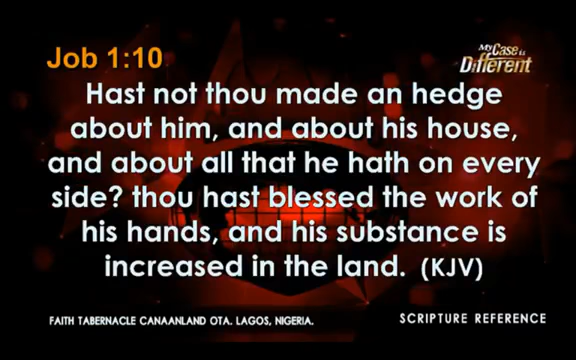 Job 1:10
My Case is
Different
Hast not thou made an hedge
about him, and about his house,
and about all that he hath on every
side? thou hast blessed the work of
his hands, and his substance is
increased in the land. (KJV)
FAITH TABERNACLE CANAANLAND OTA. LAGOS, NIGERIA.
SCRIPTURE REFERENCE